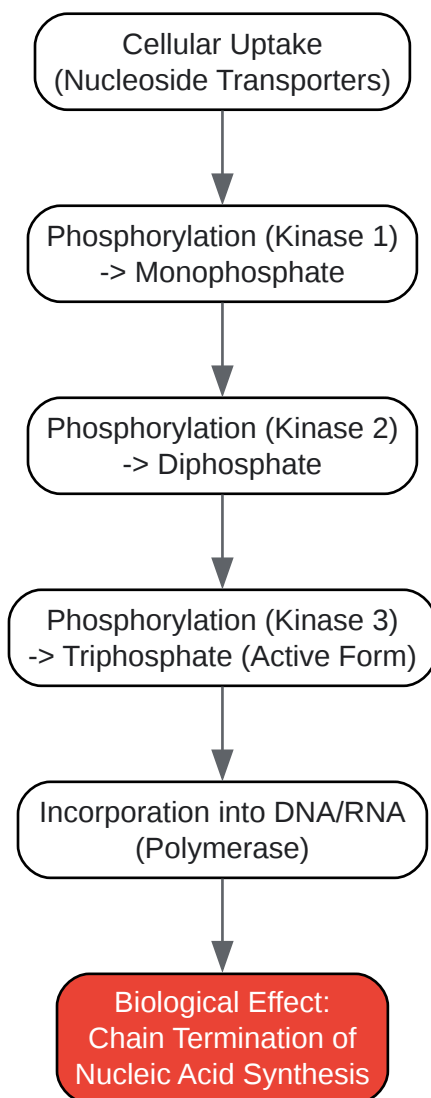 Cellular Uptake
(Nucleoside Transporters)
Phosphorylation (Kinase 1)
-> Monophosphate
Phosphorylation (Kinase 2)
-> Diphosphate
Phosphorylation (Kinase 3)
-> Triphosphate (Active Form)
Incorporation into DNA/RNA
(Polymerase)
Biological Effect:
Chain Termination of
Nucleic Acid Synthesis